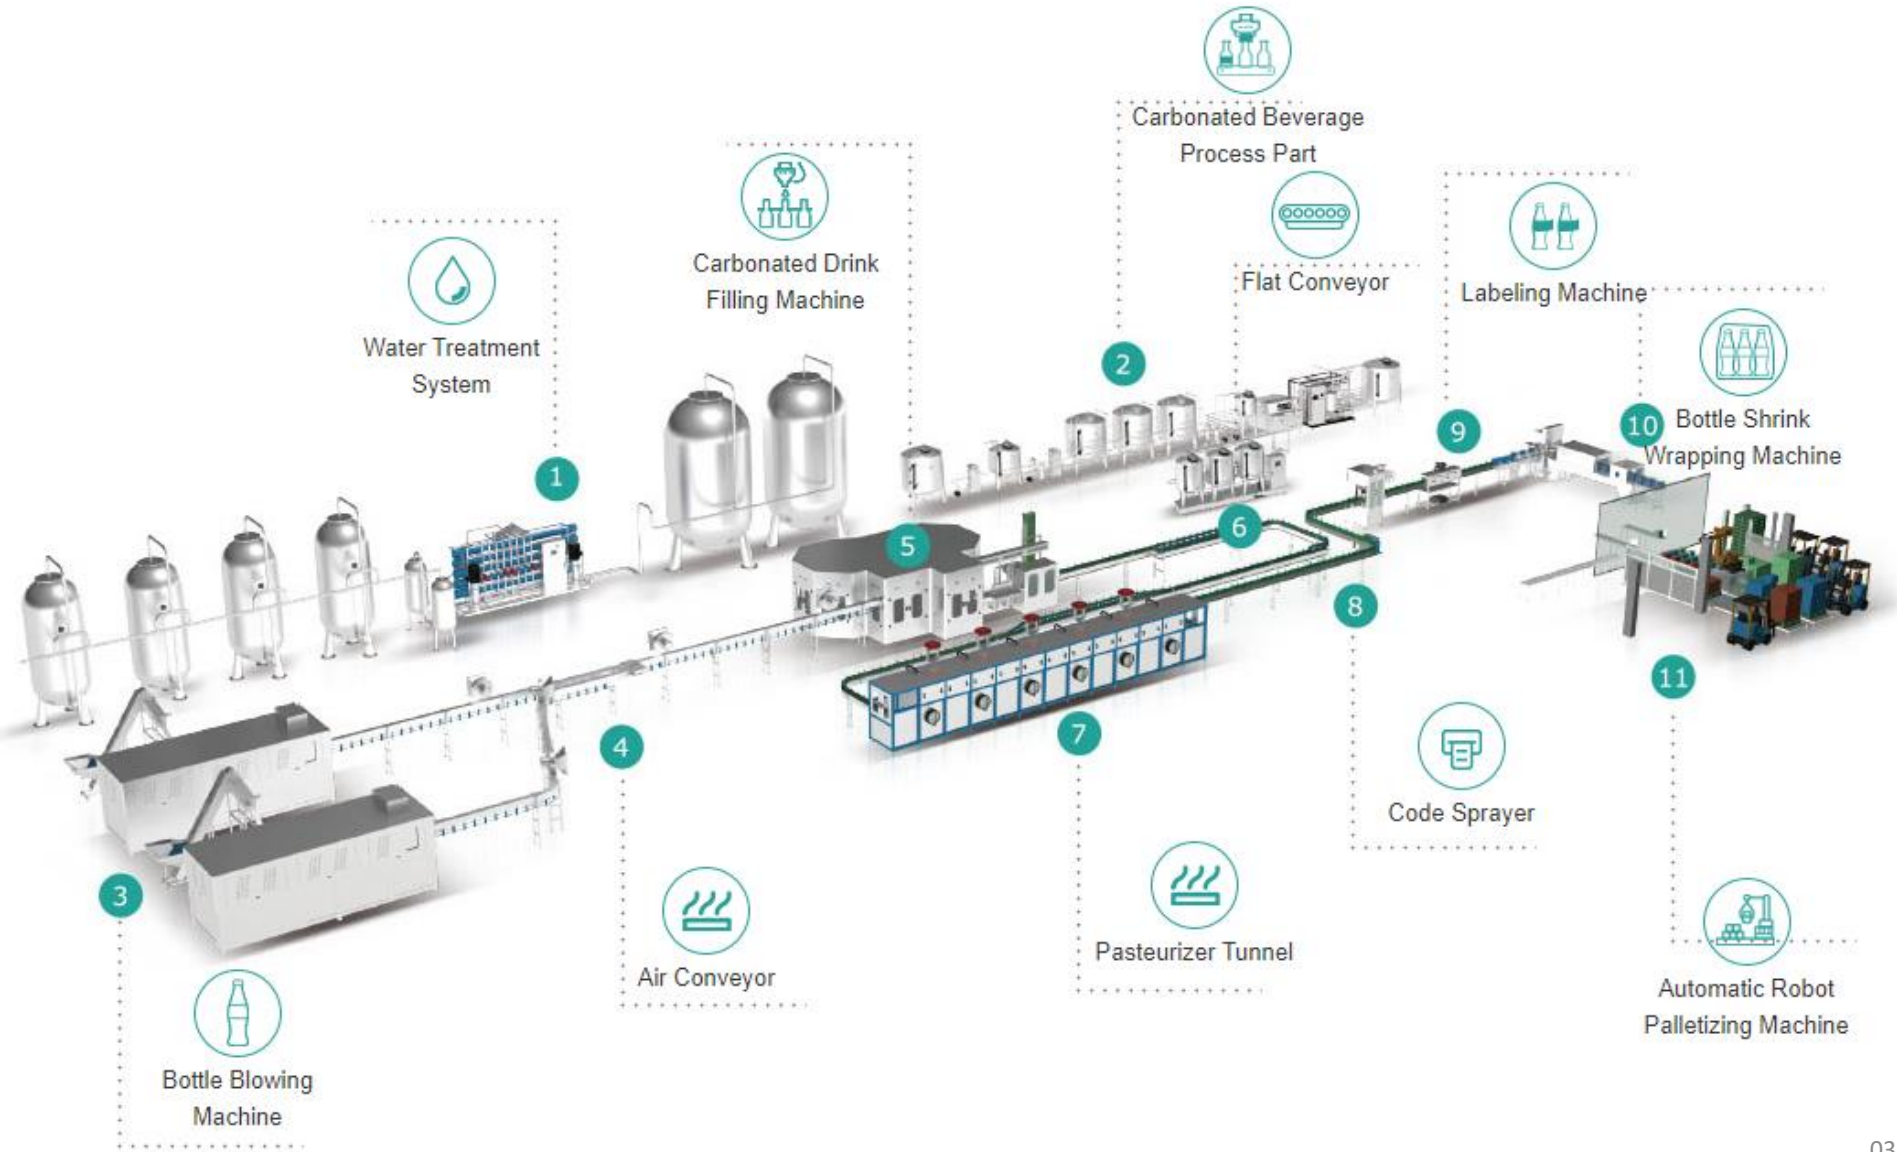 Carbonated Beverage
Process Part
Carbonated Drink
Filling Machine
Flat Conveyor
Labeling Machine
Water Treatment
System
Bottle Shrink
Wrapping Machine
2
9
10
1
5
6
8
11
4
7
3
Code Sprayer
Pasteurizer Tunnel
Air Conveyor
Automatic Robot
Palletizing Machine
Bottle Blowing
Machine
03